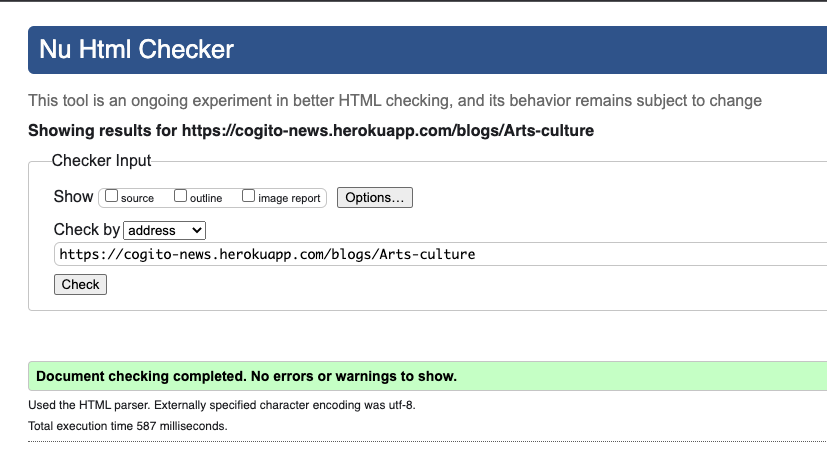 Nu Html Checker
This tool is an ongoing experiment in better HTML checking, and its behavior remains subject to change
Showing results for https://cogito-news.herokuapp.com/blogs/Arts-culture
Checker Input
Show source outline image report Options...
Check by address
https://cogito-news.herokuapp.com/blogs/Arts-culture
Check
Document checking completed. No errors or warnings to show.
Used the HTML parser. Externally specified character encoding was utf-8.
Total execution time 587 milliseconds.